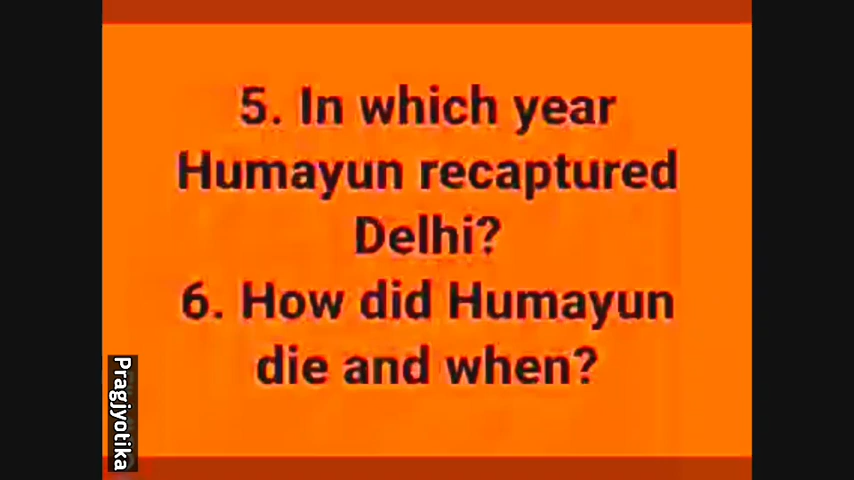 5. In which year
Humayun recaptured
Delhi?
6. How did Humayun
die and when?
Pragjyotika